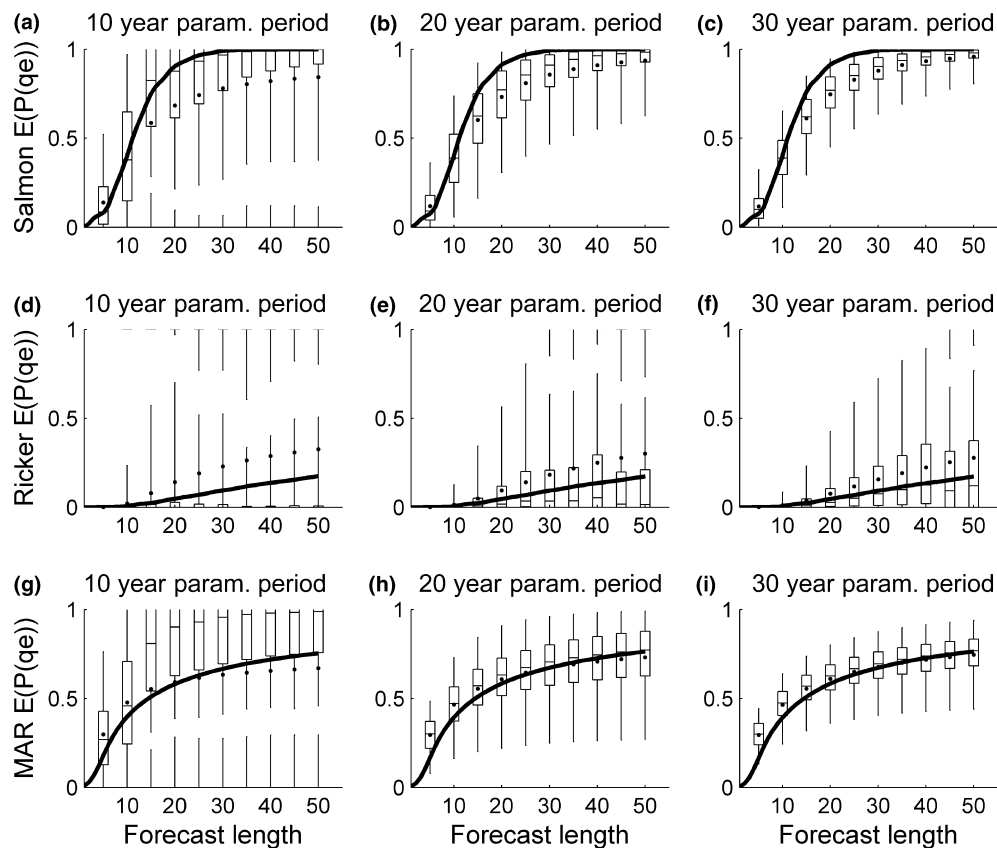 (a) 10 year param. period
(b) 20 year param. period
(c) 30 year param. period
Salmon E(P(qe))
1
0.5
0
10 20 30 40 50
1
0.5
0
10 20 30 40 50
1
0.5
0
10 20 30 40 50
(d) 10 year param. period
(e) 20 year param. period
(f) 30 year param. period
Ricker E(P(qe))
1
0.5
0
10 20 30 40 50
1
0.5
0
10 20 30 40 50
1
0.5
0
10 20 30 40 50
(g) 10 year param. period
(h) 20 year param. period
(i) 30 year param. period
MAR E(P(qe))
1
0.5
0
10 20 30 40 50
1
0.5
0
10 20 30 40 50
1
0.5
0
10 20 30 40 50
Forecast length
Forecast length
Forecast length